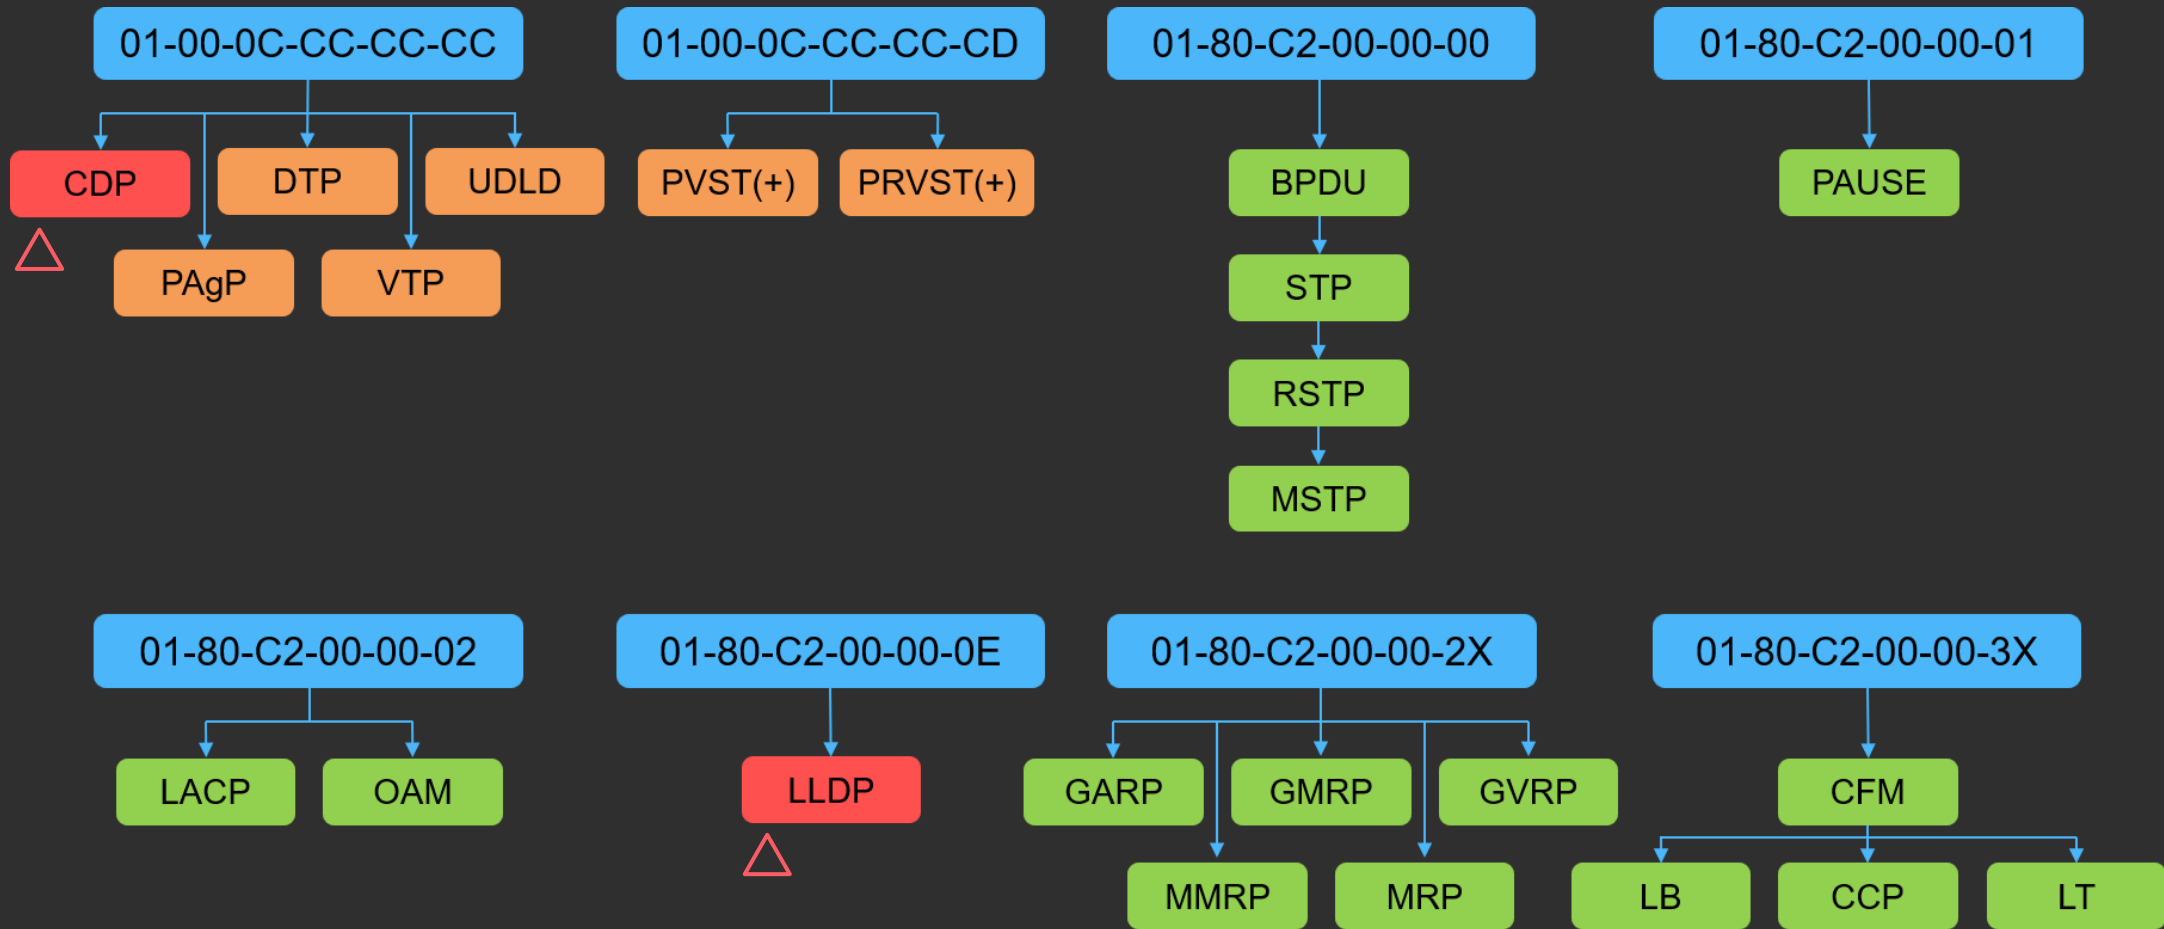 01-00-0C-CC-CC-CC
01-00-0C-CC-CC-CD
01-80-C2-00-00-00
01-80-C2-00-00-01
CDP
DTP
UDLD
PVST(+)
PRVST(+)
BPDU
PAUSE
PAgP
VTP
STP
RSTP
MSTP
01-80-C2-00-00-02
01-80-C2-00-00-0E
01-80-C2-00-00-2X
01-80-C2-00-00-3X
LACP
OAM
LLDP
GARP
GMRP
GVRP
CFM
MMRP
MRP
LB
CCP
LT